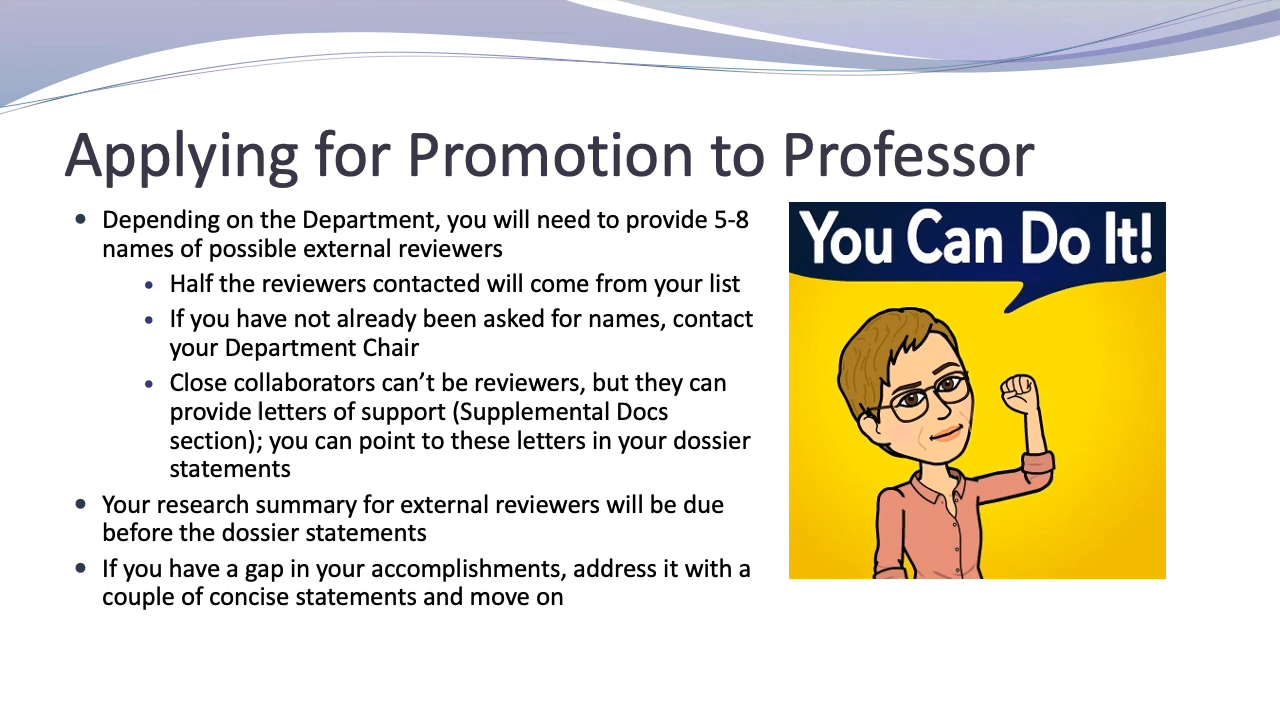 Applying for Promotion to Professor
• Depending on the Department, you will need to provide 5-8
names of possible external reviewers
• Half the reviewers contacted will come from your list
• If you have not already been asked for names, contact
your Department Chair
• Close collaborators can’t be reviewers, but they can
provide letters of support (Supplemental Docs
section); you can point to these letters in your dossier
statements
• Your research summary for external reviewers will be due
before the dossier statements
• If you have a gap in your accomplishments, address it with a
couple of concise statements and move on
You Can Do It!